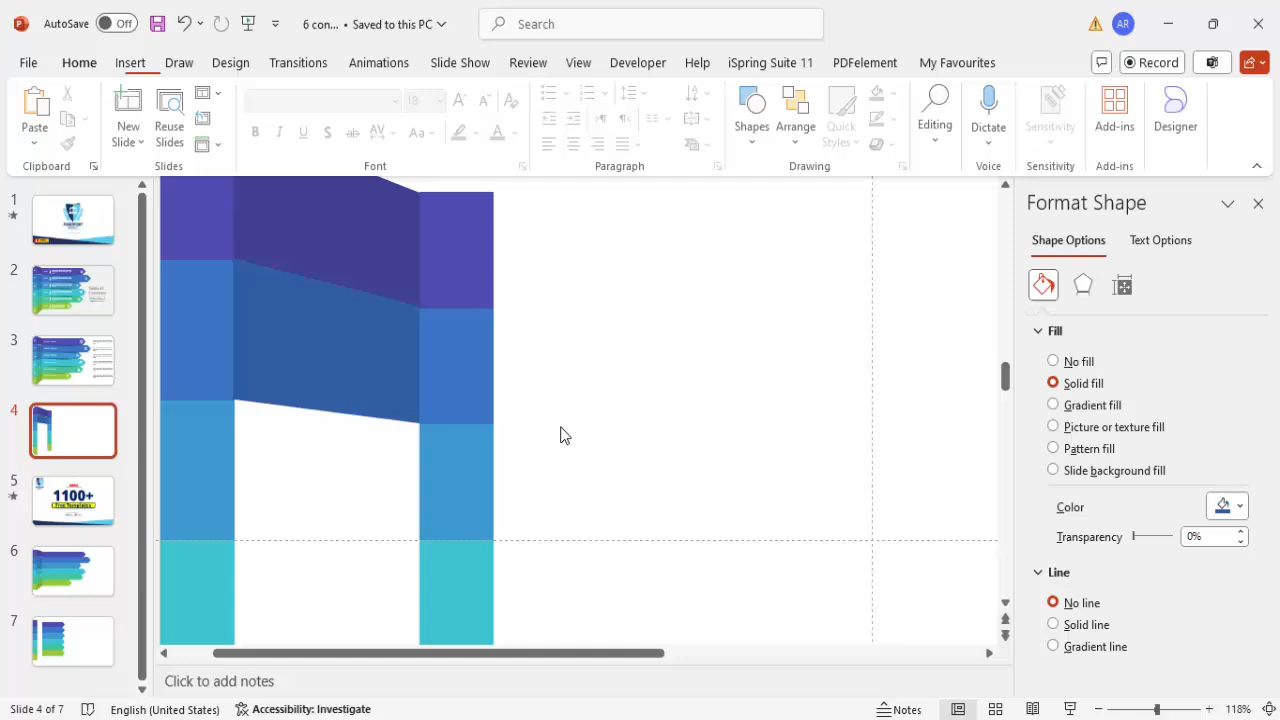 AutoSave Off 6 con... • Saved to this PC Search AR
File Home Insert Draw Design Transitions Animations Slide Show Review View Developer Help iSpring Suite 11 PDFelement My Favourites Record
Paste New Slide Reuse Slides 18 B I U S ab AV Aa A Shapes Arrange Quick Styles Editing Dictate Sensitivity Add-ins Designer
Clipboard Slides Font Paragraph Drawing Voice Sensitivity Add-ins
1
2
3
4
5
1100+
6
7
Format Shape
Shape Options Text Options
Fill
No fill
Solid fill
Gradient fill
Picture or texture fill
Pattern fill
Slide background fill
Color
Transparency 0%
Line
No line
Solid line
Gradient line
Click to add notes
Slide 4 of 7 English (United States) Accessibility: Investigate Notes 118%